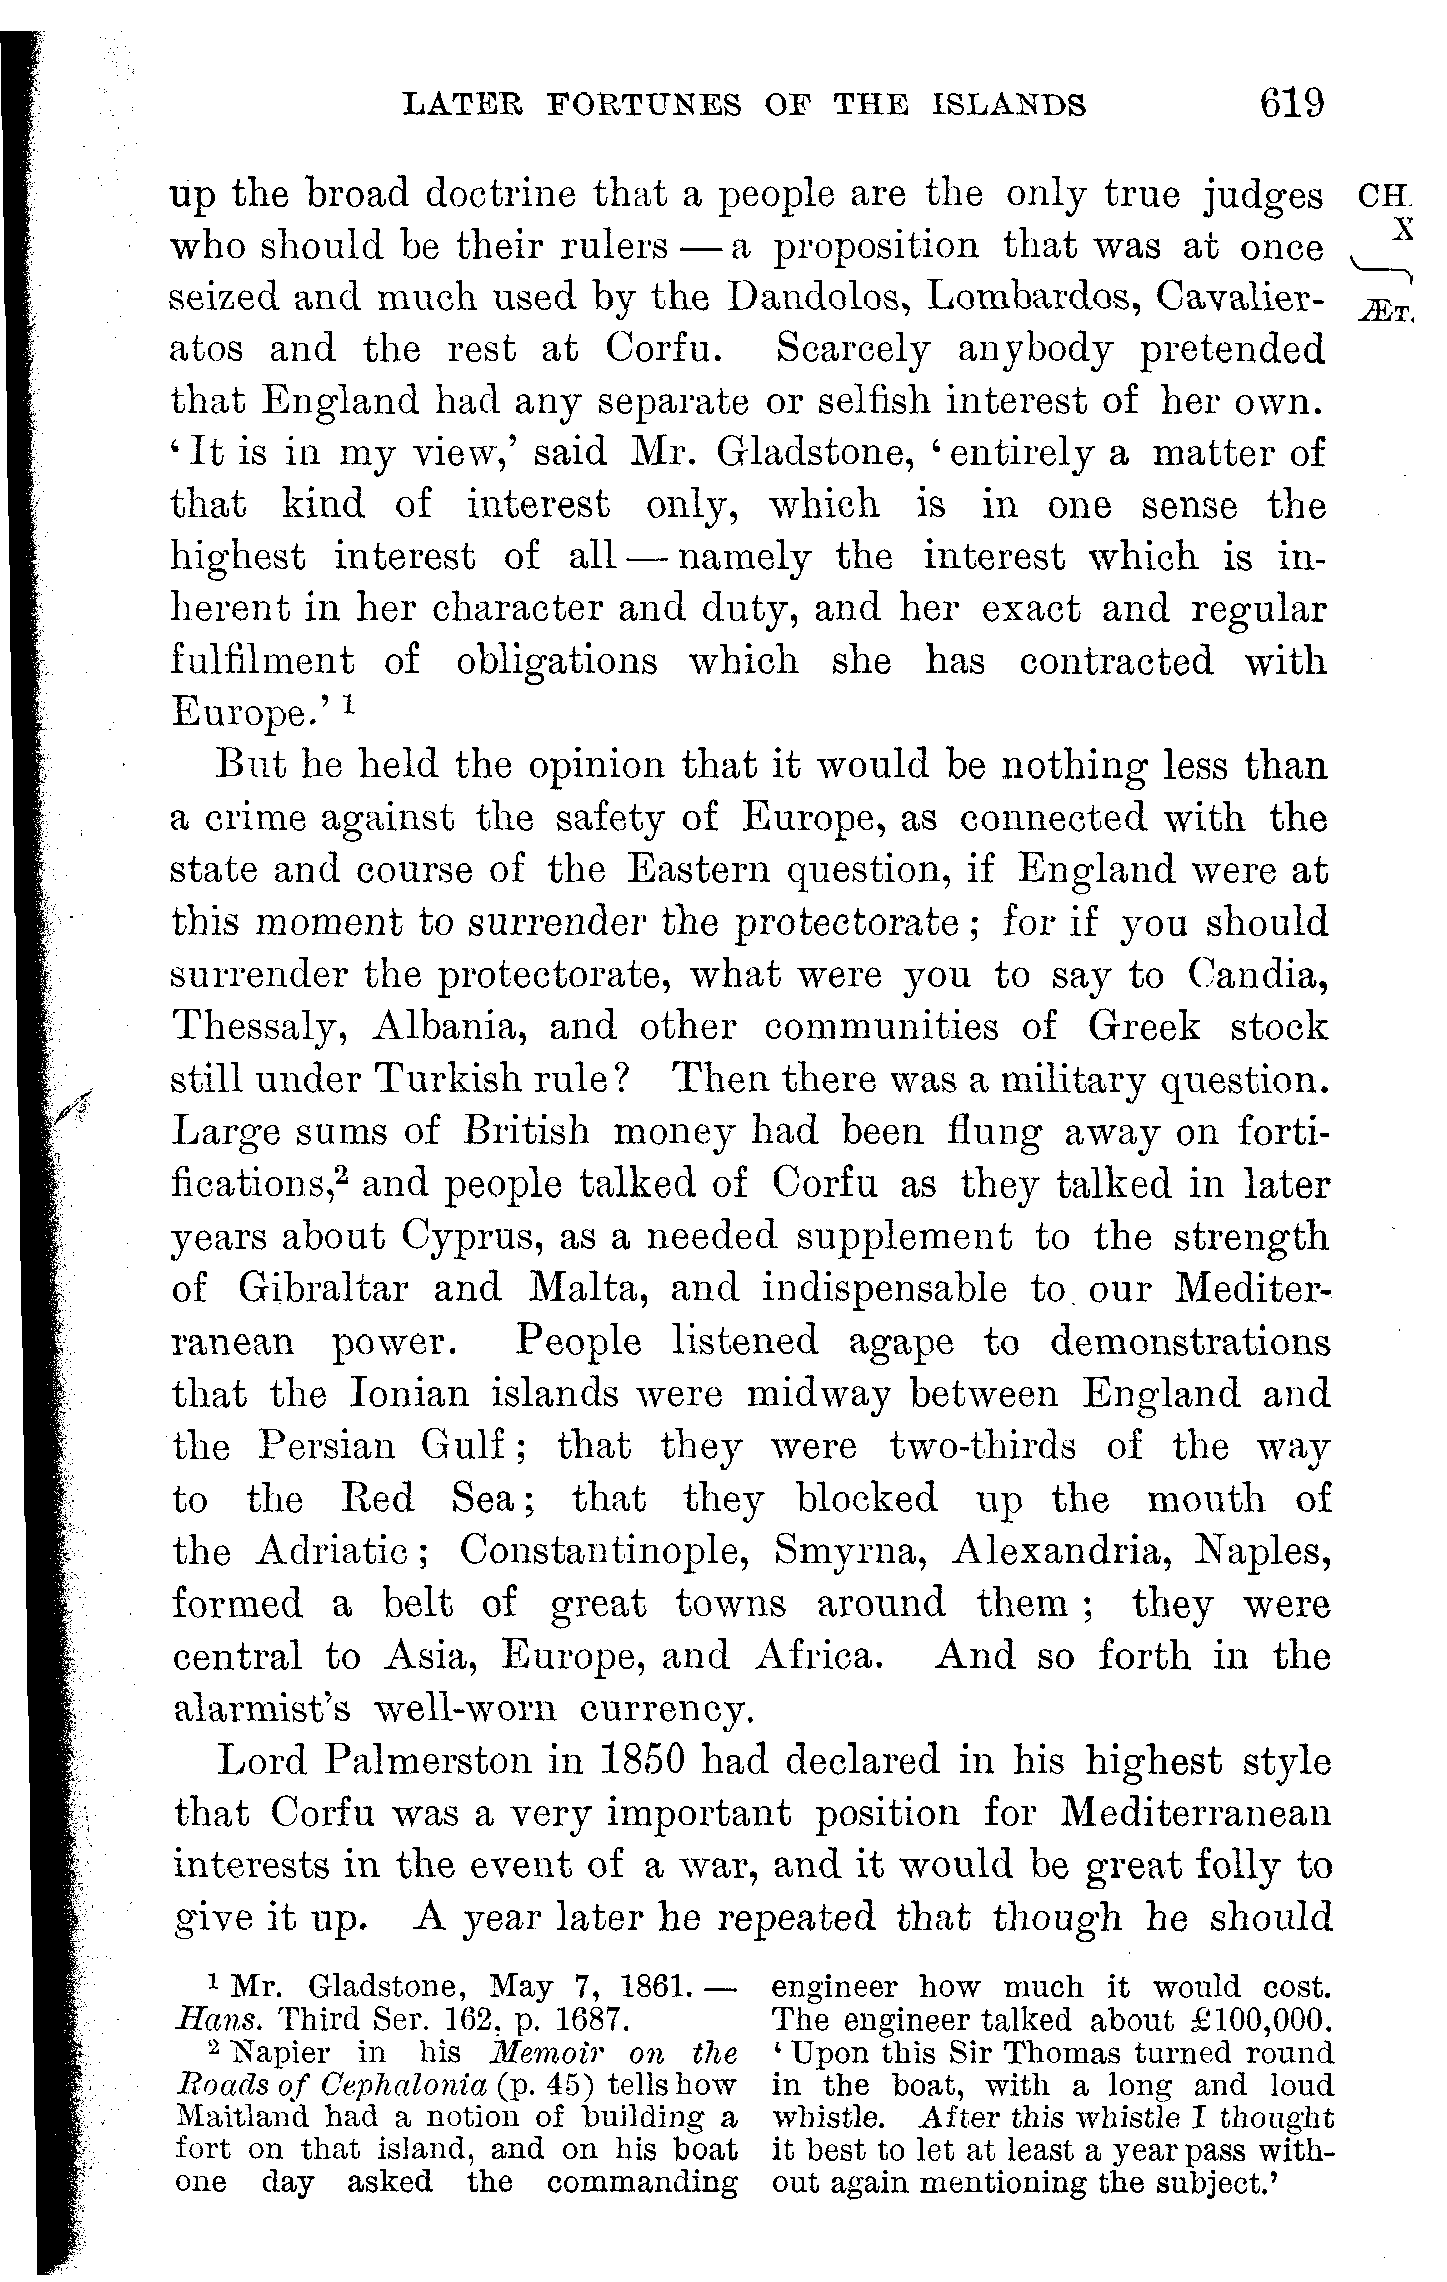 LATER FORTUNES OF THE ISLANDS 619
up the broad doctrine that a people are the only true judges
who should be their rulers — a proposition that was at once
seized and much used by the Dandolos, Lombardos, Cavalier-
atos and the rest at Corfu. Scarcely anybody pretended
that England had any separate or selfish interest of her own.
‘It is in my view,’ said Mr. Gladstone, ‘entirely a matter of
that kind of interest only, which is in one sense the
highest interest of all — namely the interest which is in-
herent in her character and duty, and her exact and regular
fulfilment of obligations which she has contracted with
Europe.’ 1
CH.
X
ÆT.
But he held the opinion that it would be nothing less than
a crime against the safety of Europe, as connected with the
state and course of the Eastern question, if England were at
this moment to surrender the protectorate; for if you should
surrender the protectorate, what were you to say to Candia,
Thessaly, Albania, and other communities of Greek stock
still under Turkish rule? Then there was a military question.
Large sums of British money had been flung away on forti-
fications,2 and people talked of Corfu as they talked in later
years about Cyprus, as a needed supplement to the strength
of Gibraltar and Malta, and indispensable to our Mediter-
ranean power. People listened agape to demonstrations
that the Ionian islands were midway between England and
the Persian Gulf; that they were two-thirds of the way
to the Red Sea; that they blocked up the mouth of
the Adriatic; Constantinople, Smyrna, Alexandria, Naples,
formed a belt of great towns around them; they were
central to Asia, Europe, and Africa. And so forth in the
alarmist's well-worn currency.
Lord Palmerston in 1850 had declared in his highest style
that Corfu was a very important position for Mediterranean
interests in the event of a war, and it would be great folly to
give it up. A year later he repeated that though he should
1 Mr. Gladstone, May 7, 1861. —
Hans. Third Ser. 162, p. 1687.
2 Napier in his Memoir on the
Roads of Cephalonia (p. 45) tells how
Maitland had a notion of building a
fort on that island, and on his boat
one day asked the commanding
engineer how much it would cost.
The engineer talked about £100,000.
‘Upon this Sir Thomas turned round
in the boat, with a long and loud
whistle. After this whistle I thought
it best to let at least a year pass with-
out again mentioning the subject.’